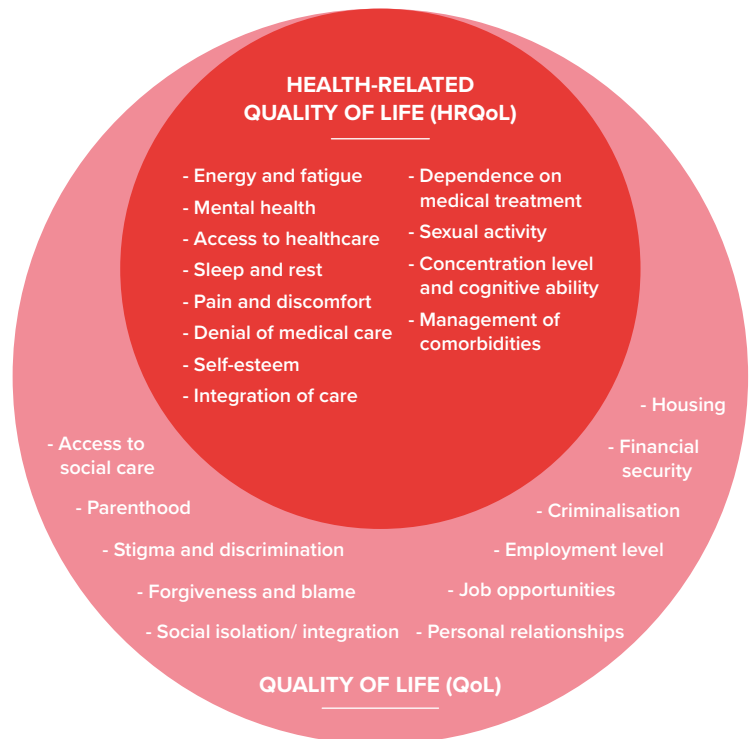 HEALTH-RELATED
QUALITY OF LIFE (HRQoL)
- Energy and fatigue
- Mental health
- Access to healthcare
- Sleep and rest
- Pain and discomfort
- Denial of medical care
- Self-esteem
- Integration of care
- Dependence on
medical treatment
- Sexual activity
- Concentration level
and cognitive ability
- Management of
comorbidities
- Access to
social care
- Parenthood
- Stigma and discrimination
- Forgiveness and blame
- Social isolation/ integration
- Housing
- Financial
security
- Criminalisation
- Employment level
- Job opportunities
- Personal relationships
QUALITY OF LIFE (QoL)